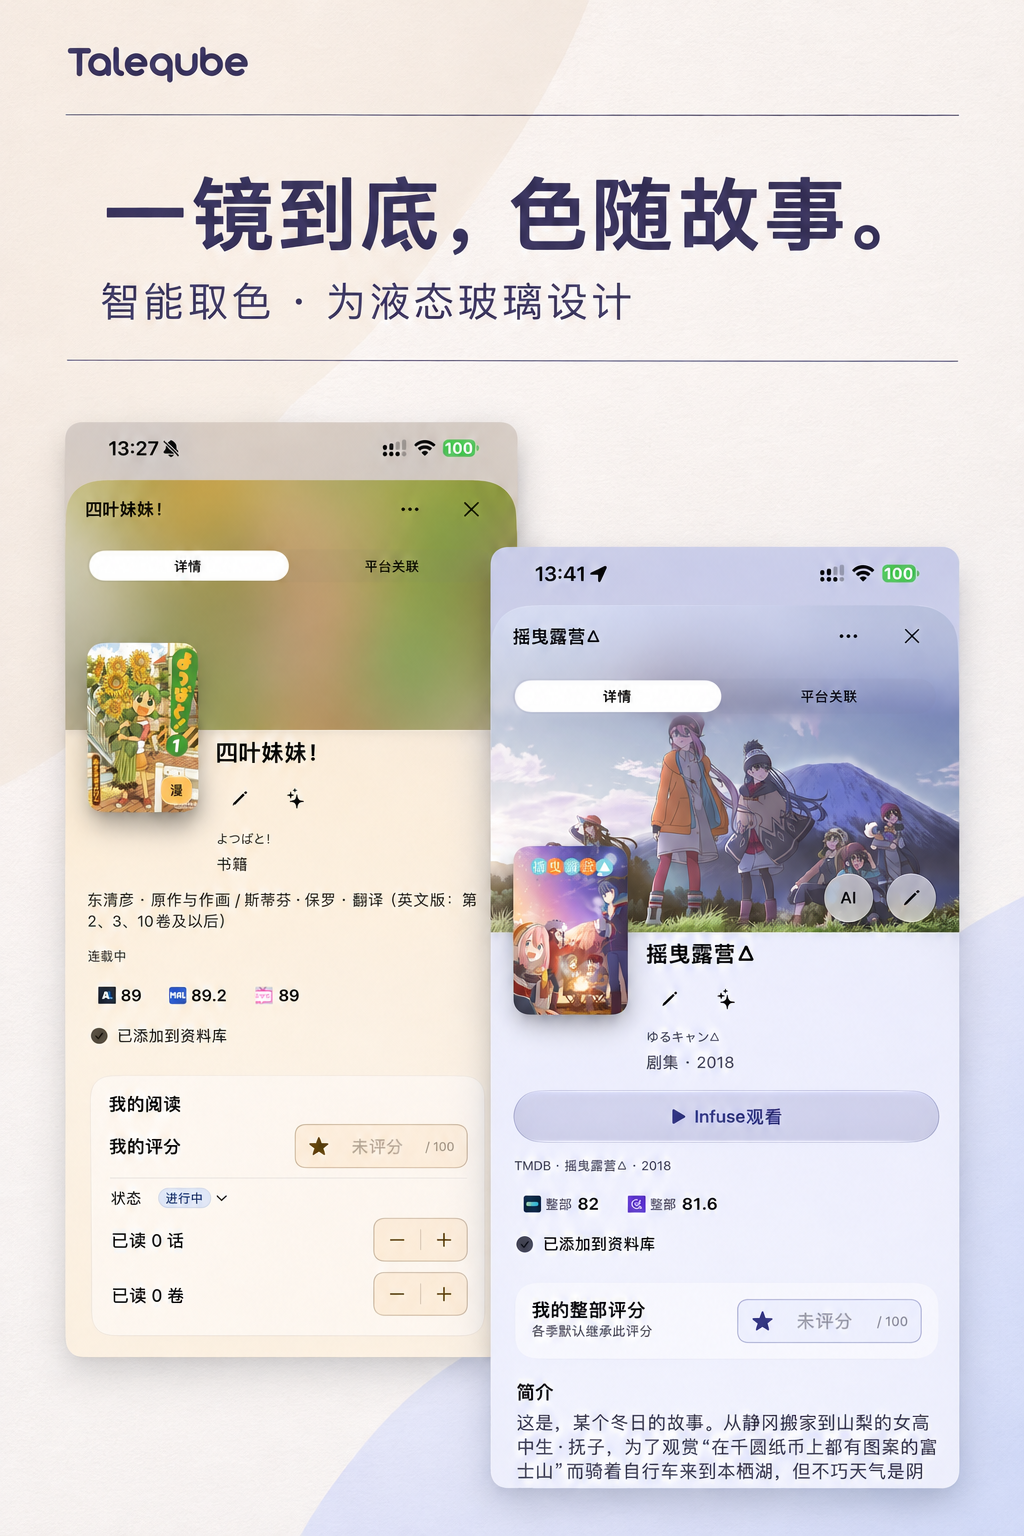 Taleqube
一镜到底，色随故事。
智能取色 · 为液态玻璃设计
13:27
100
四叶妹妹！
详情
平台关联
よつばと!
1
漫
四叶妹妹！
よつばと!
书籍
东清彦 · 原作与作画 / 斯蒂芬 · 保罗 · 翻译（英文版：第
2、3、10卷及以后）
连载中
A 89
MAL 89.2
89
已添加到资料库
我的阅读
我的评分
未评分 / 100
状态 进行中
已读 0 话
已读 0 卷
13:41
100
摇曳露营△
详情
平台关联
AI
摇曳露营△
摇曳露营△
ゆるキャン△
剧集 · 2018
Infuse观看
TMDB · 摇曳露营△ · 2018
整部 82
整部 81.6
已添加到资料库
我的整部评分
各季默认继承此评分
未评分 / 100
简介
这是，某个冬日的故事。从静冈搬家到山梨的女高
中生 · 抚子，为了观赏“在千圆纸币上都有图案的富
士山”而骑着自行车来到本栖湖，但不巧天气是阴